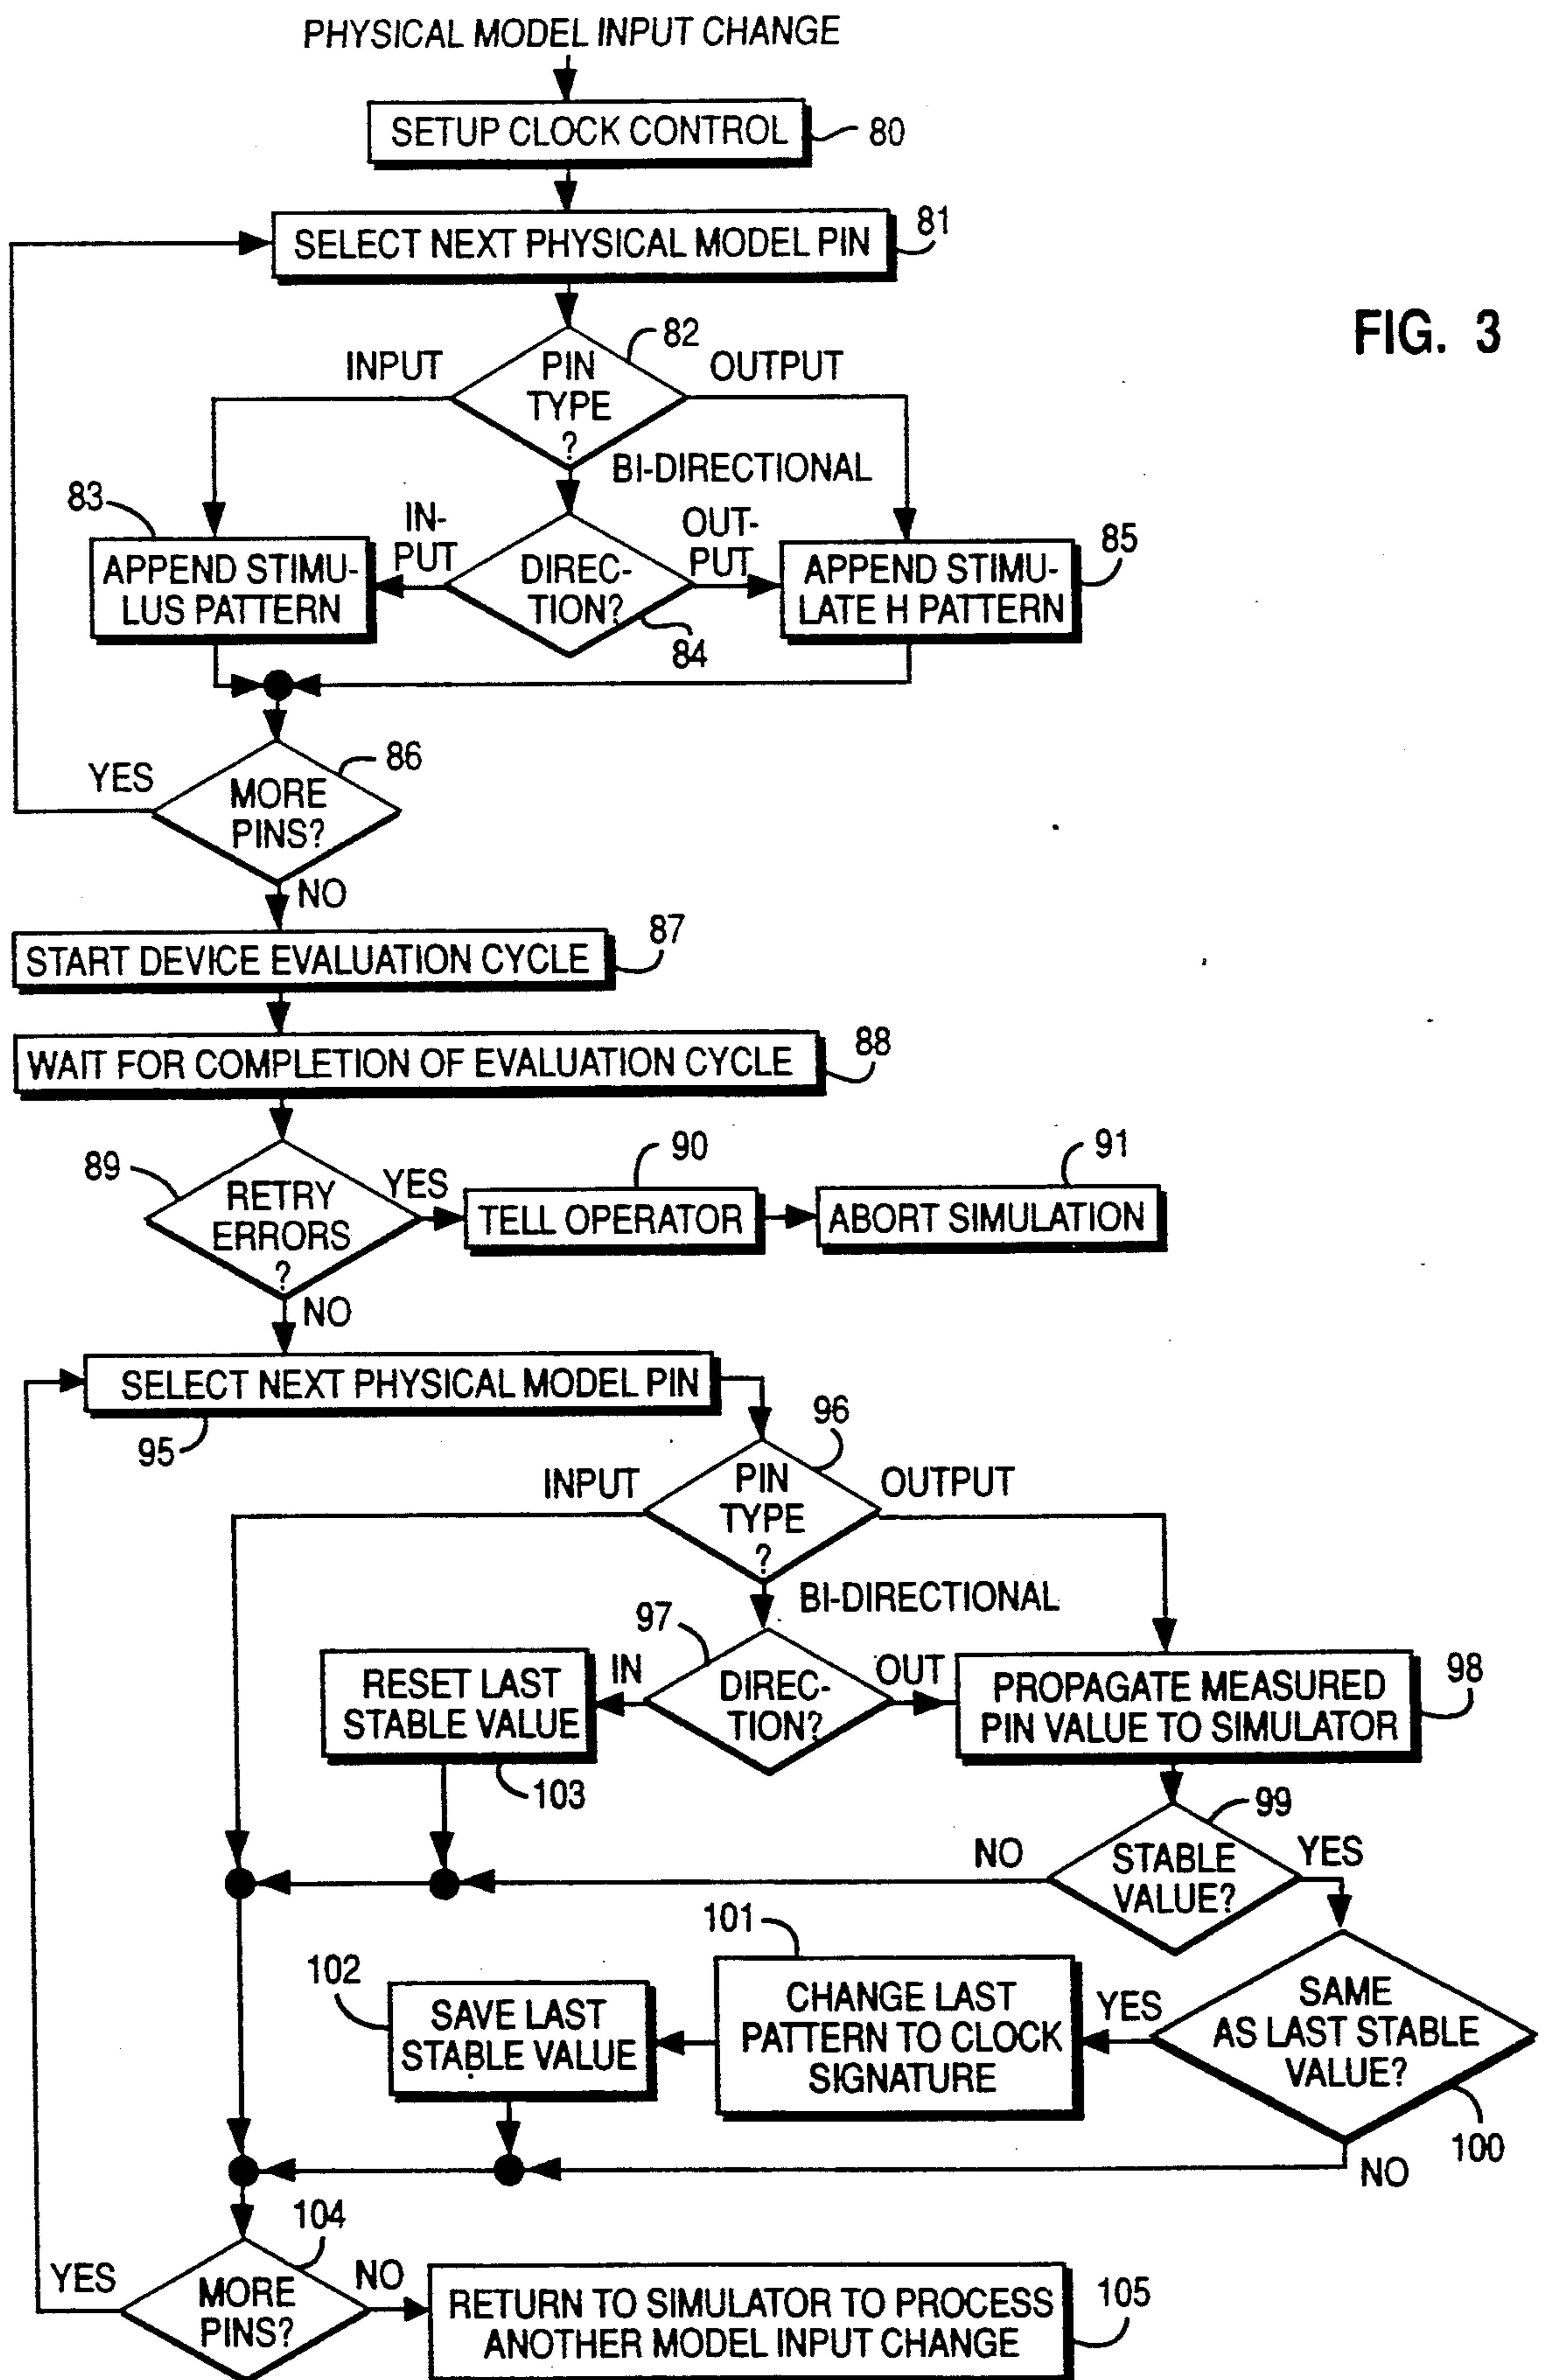 PHYSICAL MODEL INPUT CHANGE
SETUP CLOCK CONTROL
80
SELECT NEXT PHYSICAL MODEL PIN
81
FIG. 3
82
INPUT
PIN
TYPE
?
OUTPUT
BI-DIRECTIONAL
83
APPEND STIMU-
LUS PATTERN
IN-
PUT
DIREC-
TION?
84
OUT-
PUT
APPEND STIMU-
LATE H PATTERN
85
86
YES
MORE
PINS?
NO
START DEVICE EVALUATION CYCLE
87
WAIT FOR COMPLETION OF EVALUATION CYCLE
88
89
RETRY
ERRORS
?
YES
90
TELL OPERATOR
91
ABORT SIMULATION
NO
SELECT NEXT PHYSICAL MODEL PIN
95
96
INPUT
PIN
TYPE
?
OUTPUT
BI-DIRECTIONAL
97
RESET LAST
STABLE VALUE
103
IN
DIREC-
TION?
OUT
PROPAGATE MEASURED
PIN VALUE TO SIMULATOR
98
99
NO
STABLE
VALUE?
YES
101
102
SAVE LAST
STABLE VALUE
CHANGE LAST
PATTERN TO CLOCK
SIGNATURE
YES
SAME
AS LAST STABLE
VALUE?
100
NO
104
YES
MORE
PINS?
NO
RETURN TO SIMULATOR TO PROCESS
ANOTHER MODEL INPUT CHANGE
105